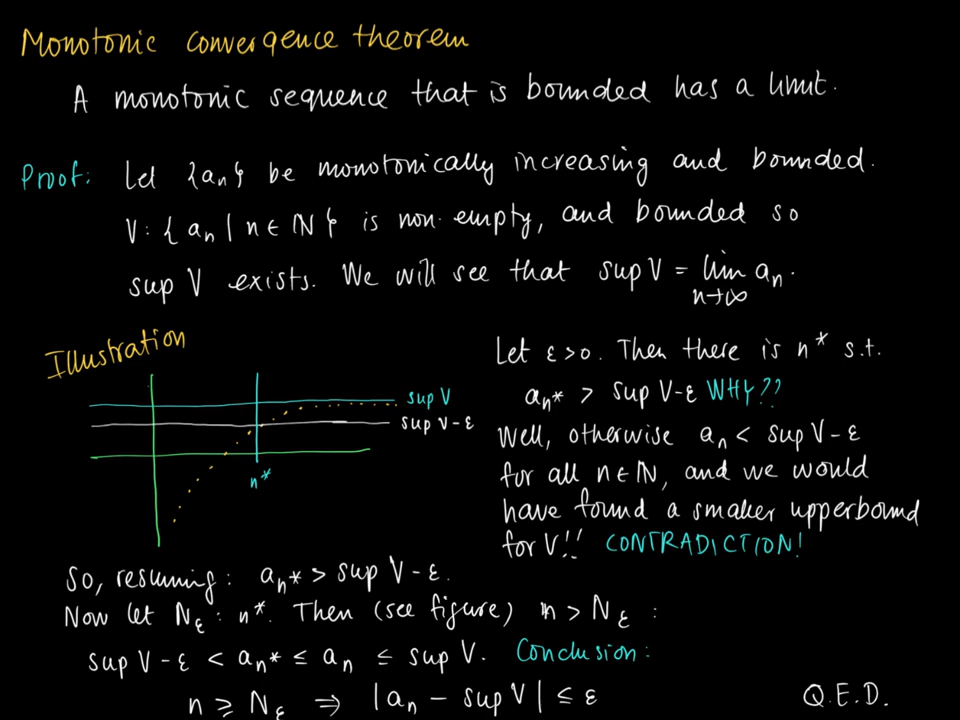 Monotonic convergence theorem
A monotonic sequence that is bounded has a limit.
Proof: Let {aₙ} be monotonically increasing and bounded.
V: { aₙ | n ∈ ℕ } is non-empty, and bounded so
sup V exists. We will see that sup V = lim aₙ.
n→∞
Illustration
sup V
sup V - ε
n*
Let ε>0. Then there is n* s.t.
aₙ* > sup V-ε WHY??
Well, otherwise aₙ < sup V-ε
for all n∈ℕ, and we would
have found a smaller upperbound
for V!! CONTRADICTION!
So, resuming: aₙ* > sup V-ε.
Now let N_ε : n*. Then (see figure) n > N_ε :
sup V-ε < aₙ* ≤ aₙ ≤ sup V. Conclusion:
n ≥ N_ε ⇒ |aₙ - sup V| ≤ ε
Q.E.D.